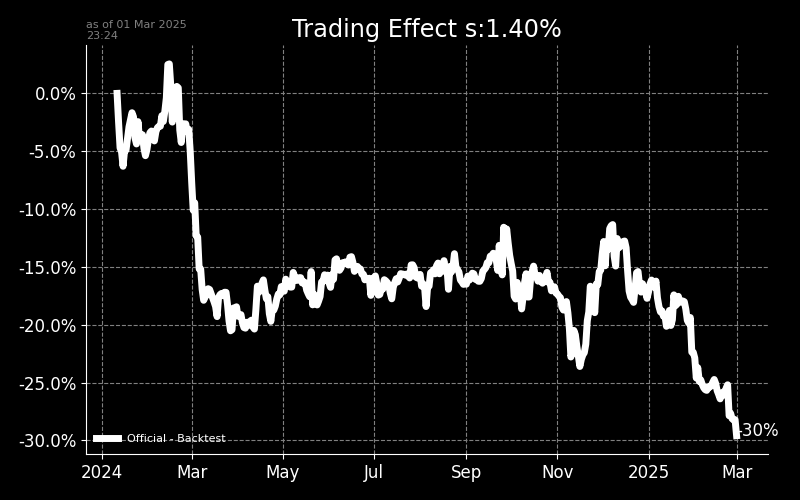 as of 01 Mar 2025
23:24
Trading Effect s:1.40%
0.0%
-5.0%
-10.0%
-15.0%
-20.0%
-25.0%
-30.0%
-30%
Official - Backtest
2024 Mar May Jul Sep Nov 2025 Mar